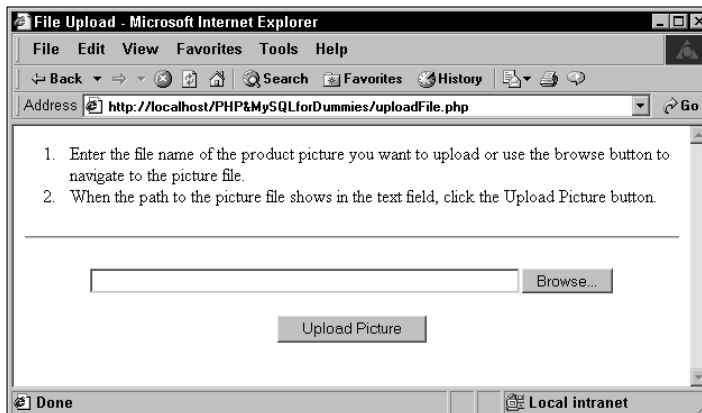 File Upload - Microsoft Internet Explorer
File Edit View Favorites Tools Help
Back Search Favorites History
Address http://localhost/PHP&MySQLforDummies/uploadFile.php Go
1. Enter the file name of the product picture you want to upload or use the browse button to
navigate to the picture file.
2. When the path to the picture file shows in the text field, click the Upload Picture button.
Browse...
Upload Picture
Done Local intranet